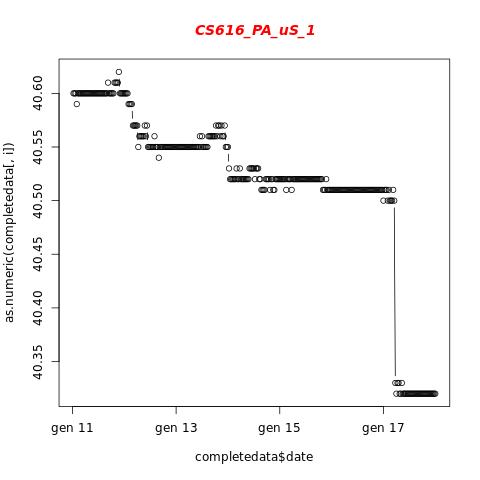 CS616_PA_uS_1
as.numeric(completedata[, i])
40.60
40.55
40.50
40.45
40.40
40.35
gen 11
gen 13
gen 15
gen 17
completedata$date